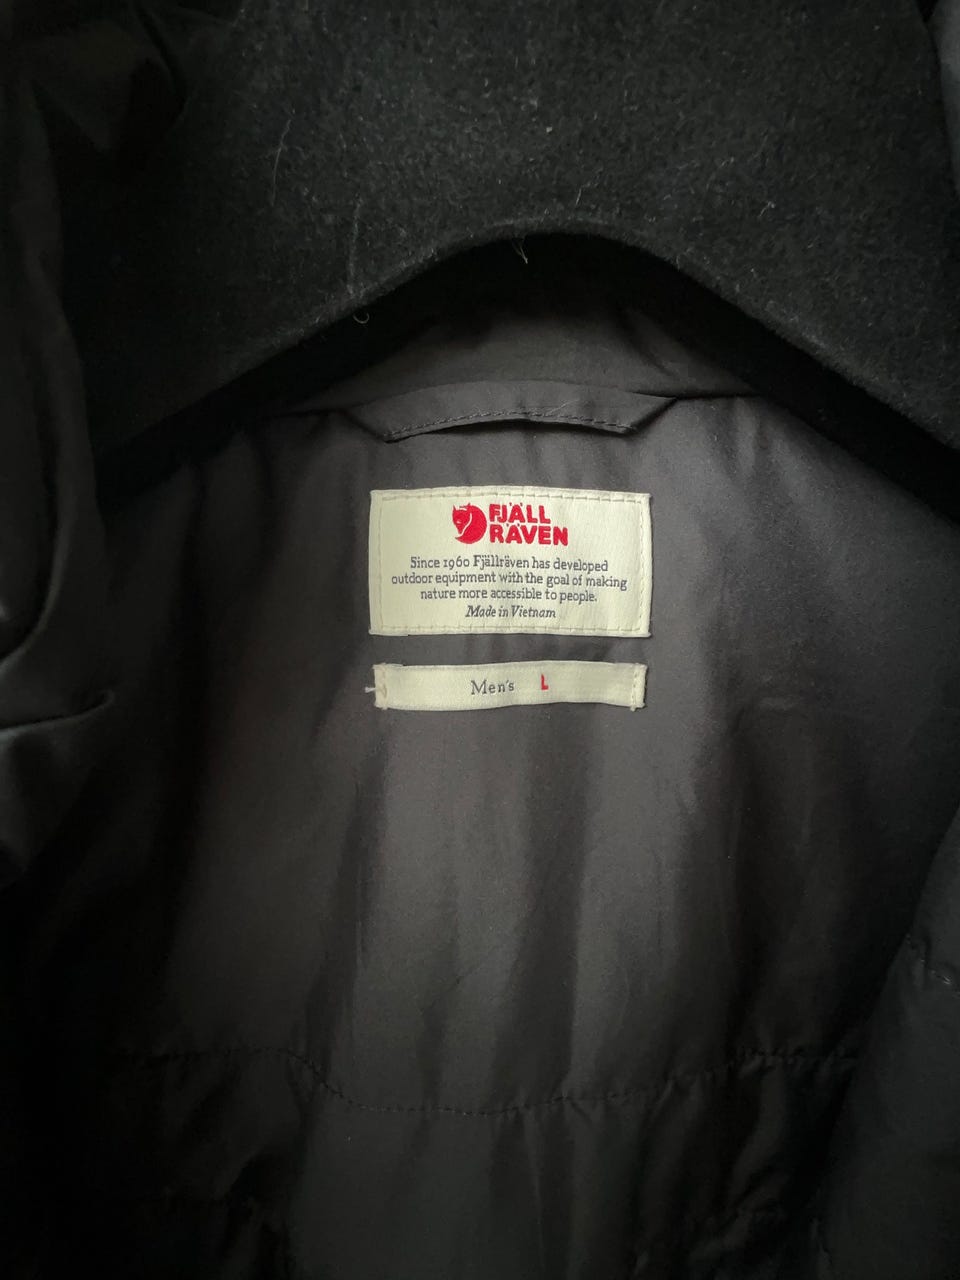 FJÄLL
RÄVEN
Since 1960 Fjällräven has developed
outdoor equipment with the goal of making
nature more accessible to people.
Made in Vietnam
Men's L